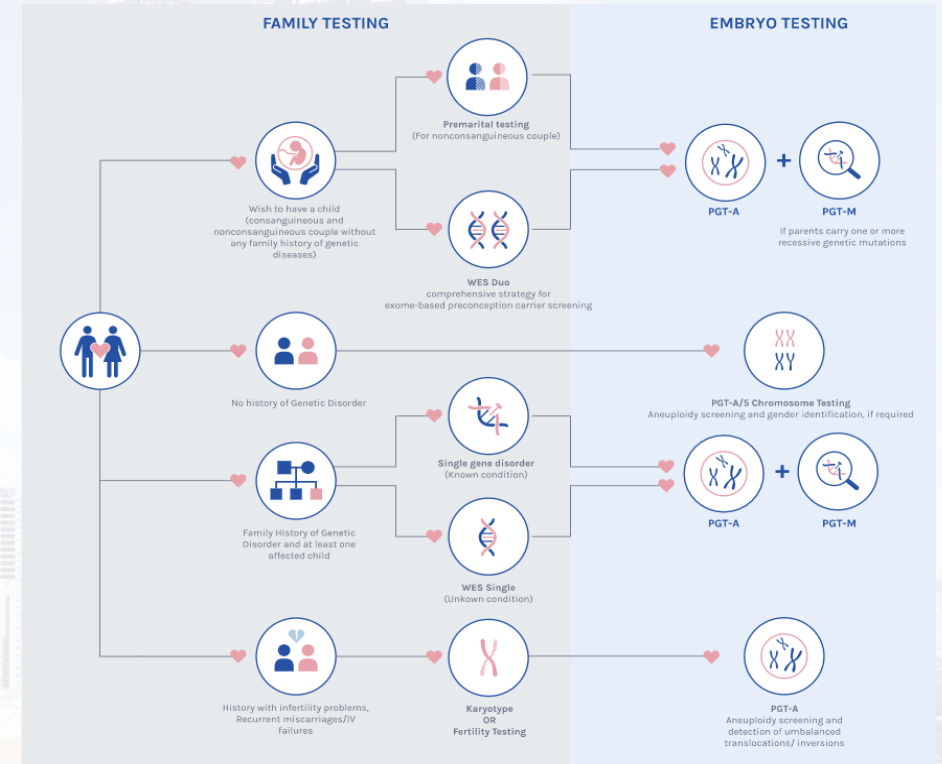 FAMILY TESTING
EMBRYO TESTING
Premarital testing
(For nonconsanguineous couple)
Wish to have a child
(consanguineous and
nonconsanguineous couple without
any family history of genetic
diseases)
WES Duo
comprehensive strategy for
exome-based preconception carrier screening
+
PGT-A
PGT-M
If parents carry one or more
recessive genetic mutations
No history of Genetic Disorder
PGT-A/5 Chromosome Testing
Aneuploidy screening and gender identification, if required
Single gene disorder
(Known condition)
Family History of Genetic
Disorder and at least one
affected child
WES Single
(Unkown condition)
+
PGT-A
PGT-M
History with infertility problems,
Recurrent miscarriages/IV
failures
Karyotype
OR
Fertility Testing
PGT-A
Aneuploidy screening and
detection of umbalanced
translocations/ inversions